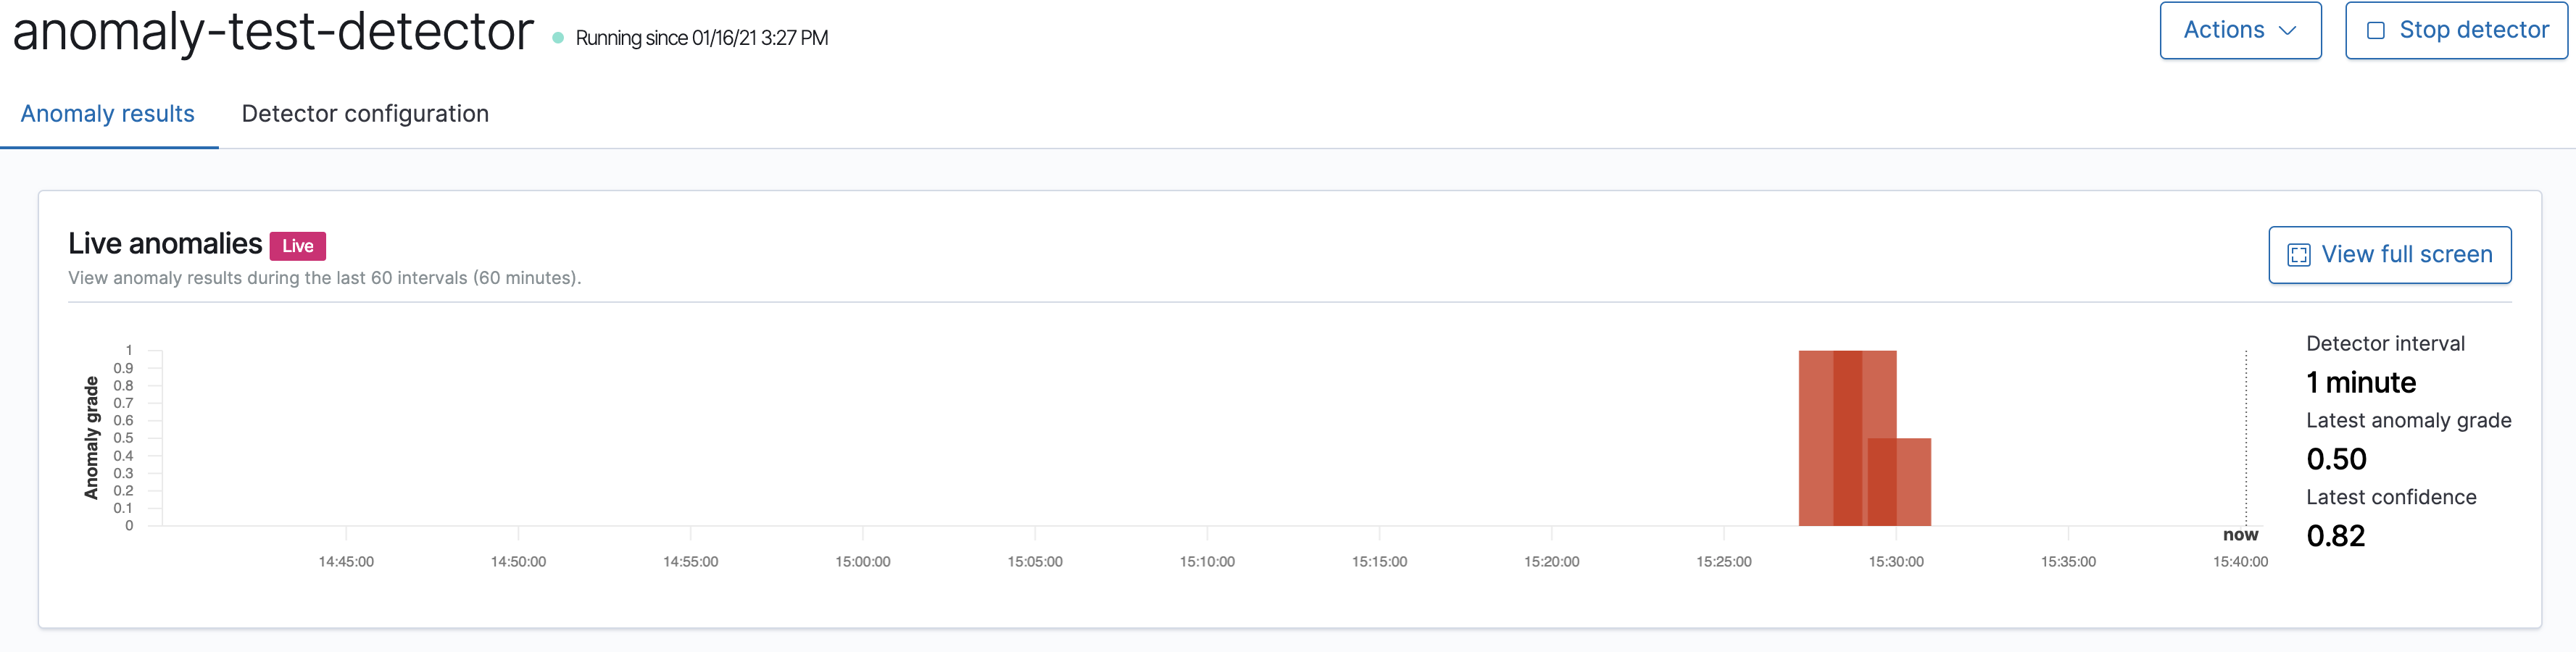 anomaly-test-detector Running since 01/16/21 3:27 PM Actions Stop detector
Anomaly results Detector configuration
Live anomalies Live
View anomaly results during the last 60 intervals (60 minutes).
View full screen
Anomaly grade
1
0.9
0.8
0.7
0.6
0.5
0.4
0.3
0.2
0.1
0
14:45:00 14:50:00 14:55:00 15:00:00 15:05:00 15:10:00 15:15:00 15:20:00 15:25:00 15:30:00 15:35:00 15:40:00
now
Detector interval
1 minute
Latest anomaly grade
0.50
Latest confidence
0.82